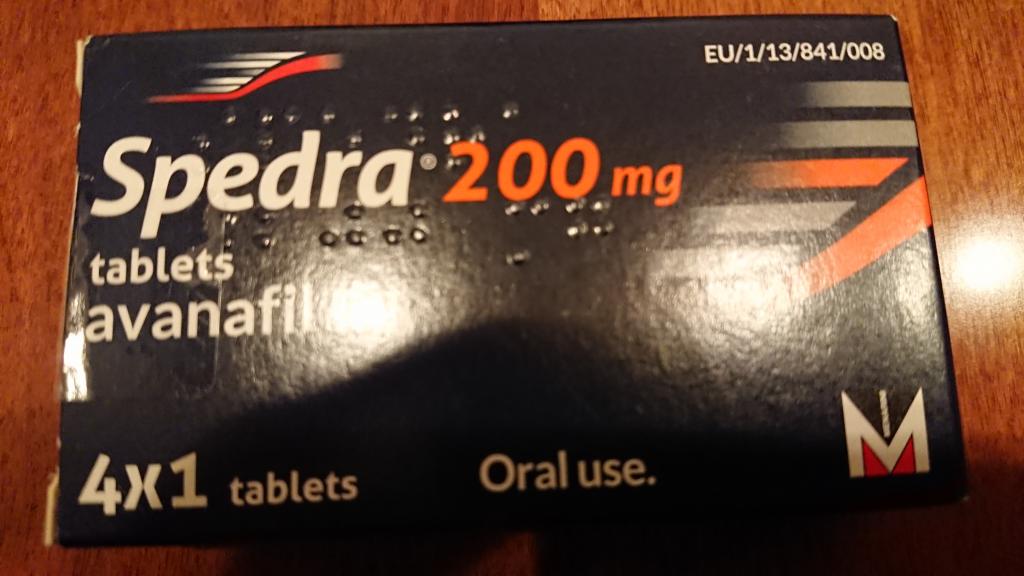 EU/1/13/841/008
Spedra® 200 mg
tablets
avanafil
4x1 tablets
Oral use.
M